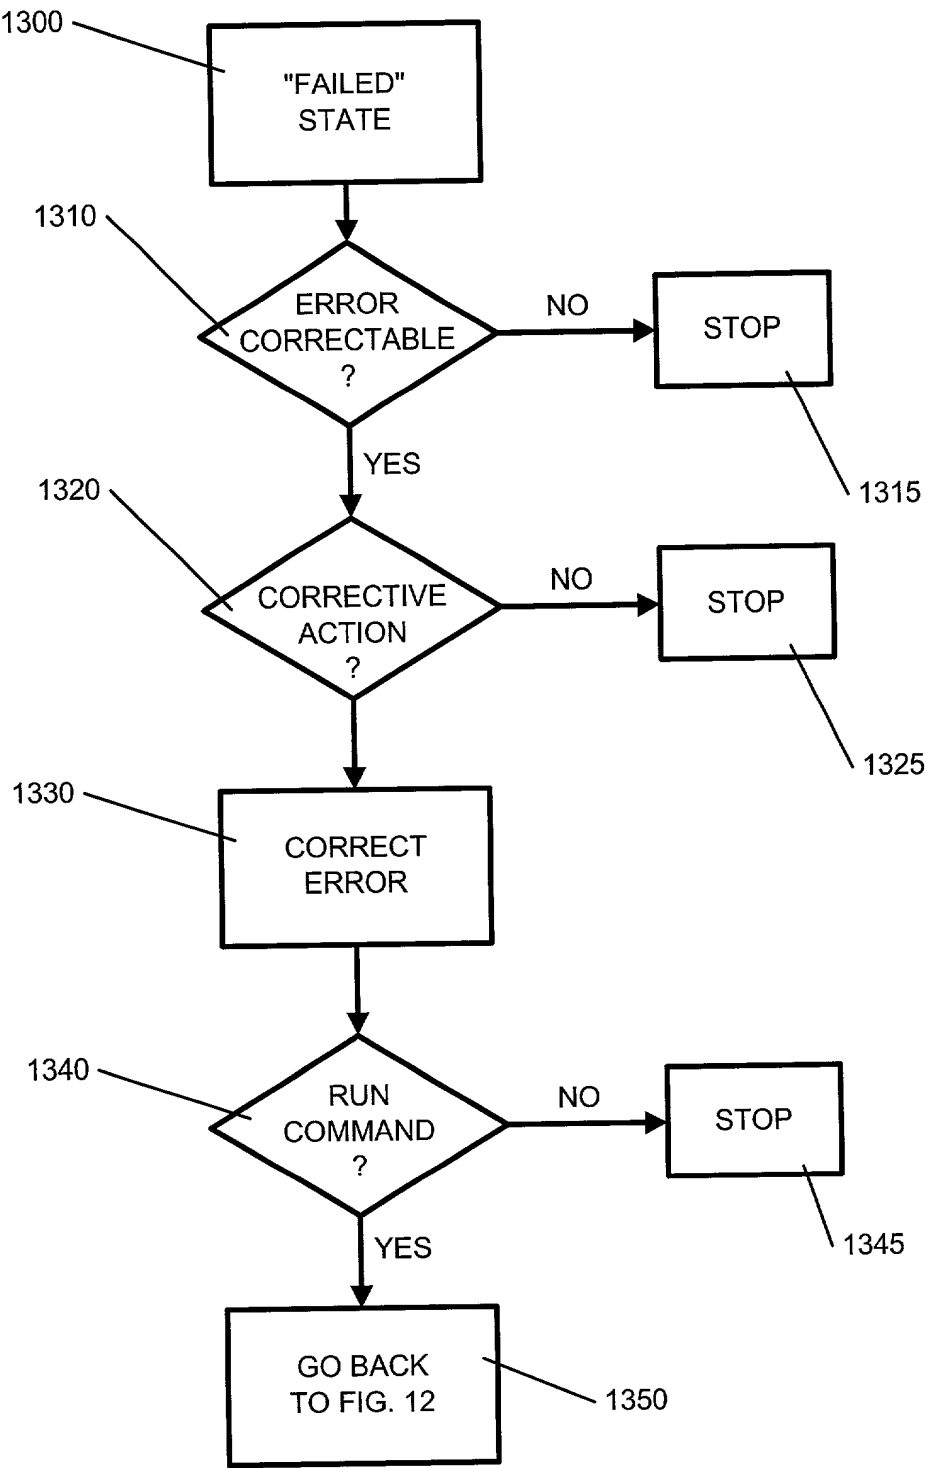 1300
"FAILED"
STATE
1310
ERROR
CORRECTABLE
?
NO
STOP
1315
YES
1320
CORRECTIVE
ACTION
?
NO
STOP
1325
1330
CORRECT
ERROR
1340
RUN
COMMAND
?
NO
STOP
1345
YES
GO BACK
TO FIG. 12
1350